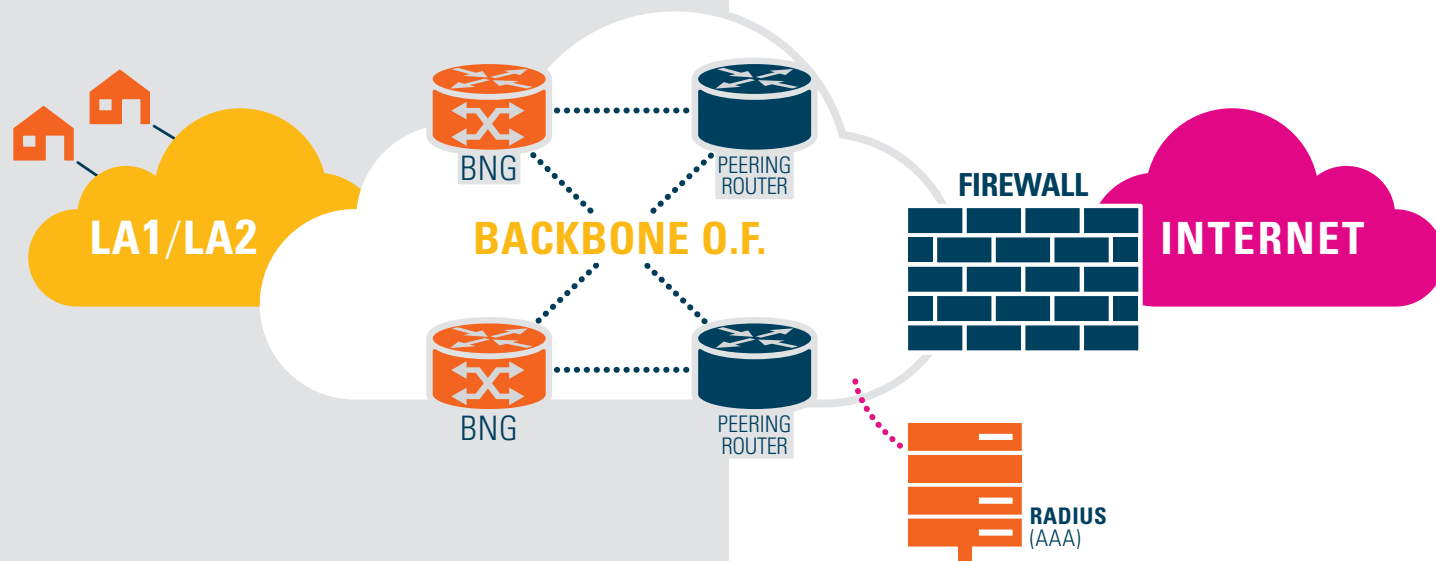 BNG
PEERING
ROUTER
FIREWALL
LA1/LA2
BACKBONE O.F.
INTERNET
BNG
PEERING
ROUTER
RADIUS
(AAA)